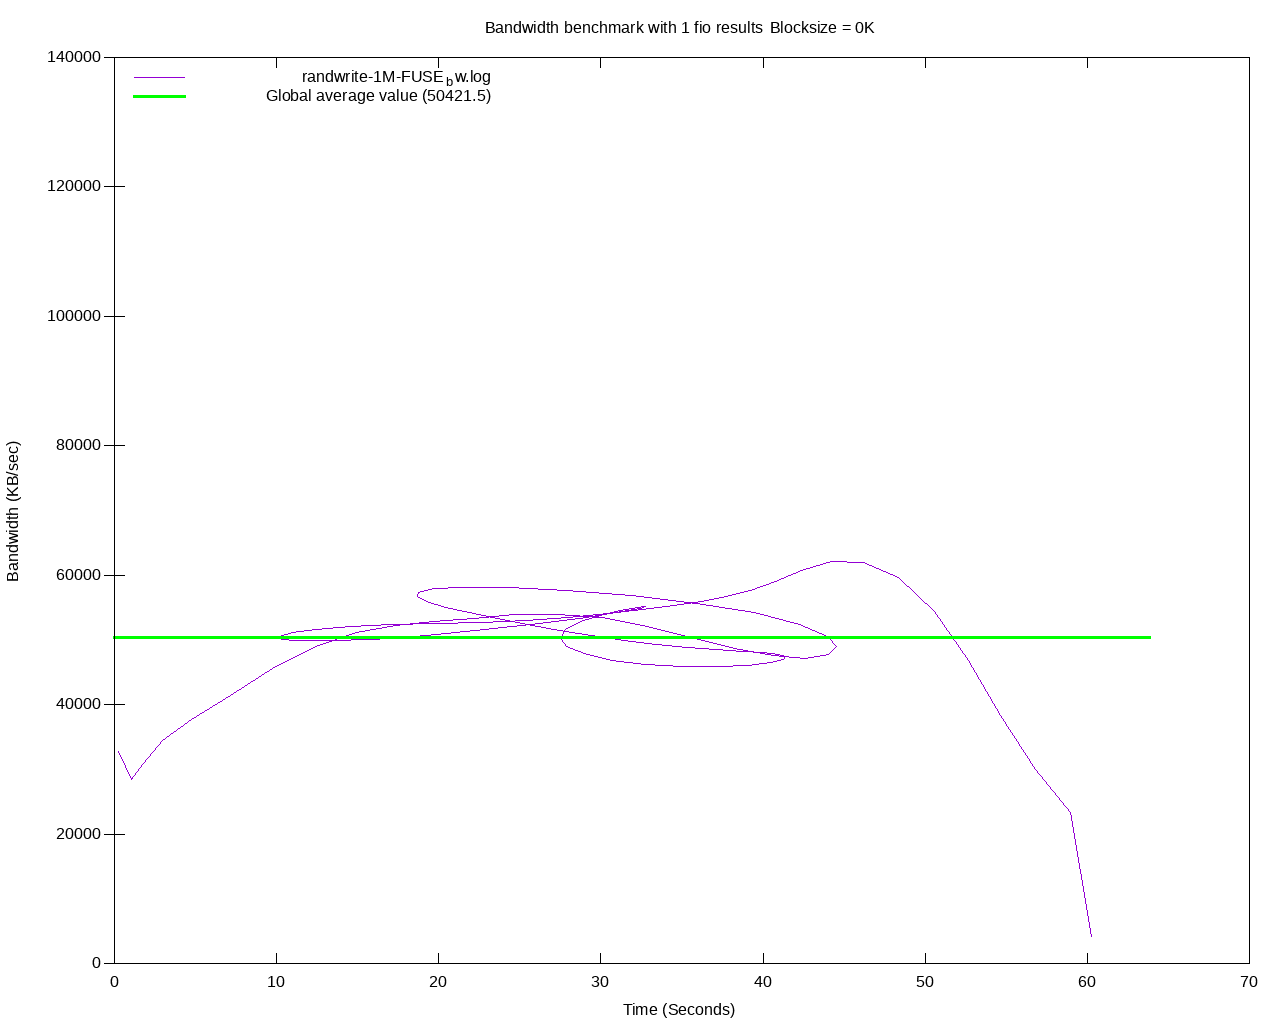 Bandwidth benchmark with 1 fio results Blocksize = 0K
140000
randwrite-1M-FUSE_bw.log
Global average value (50421.5)
120000
100000
80000
Bandwidth (KB/sec)
60000
40000
20000
0
0 10 20 30 40 50 60 70
Time (Seconds)